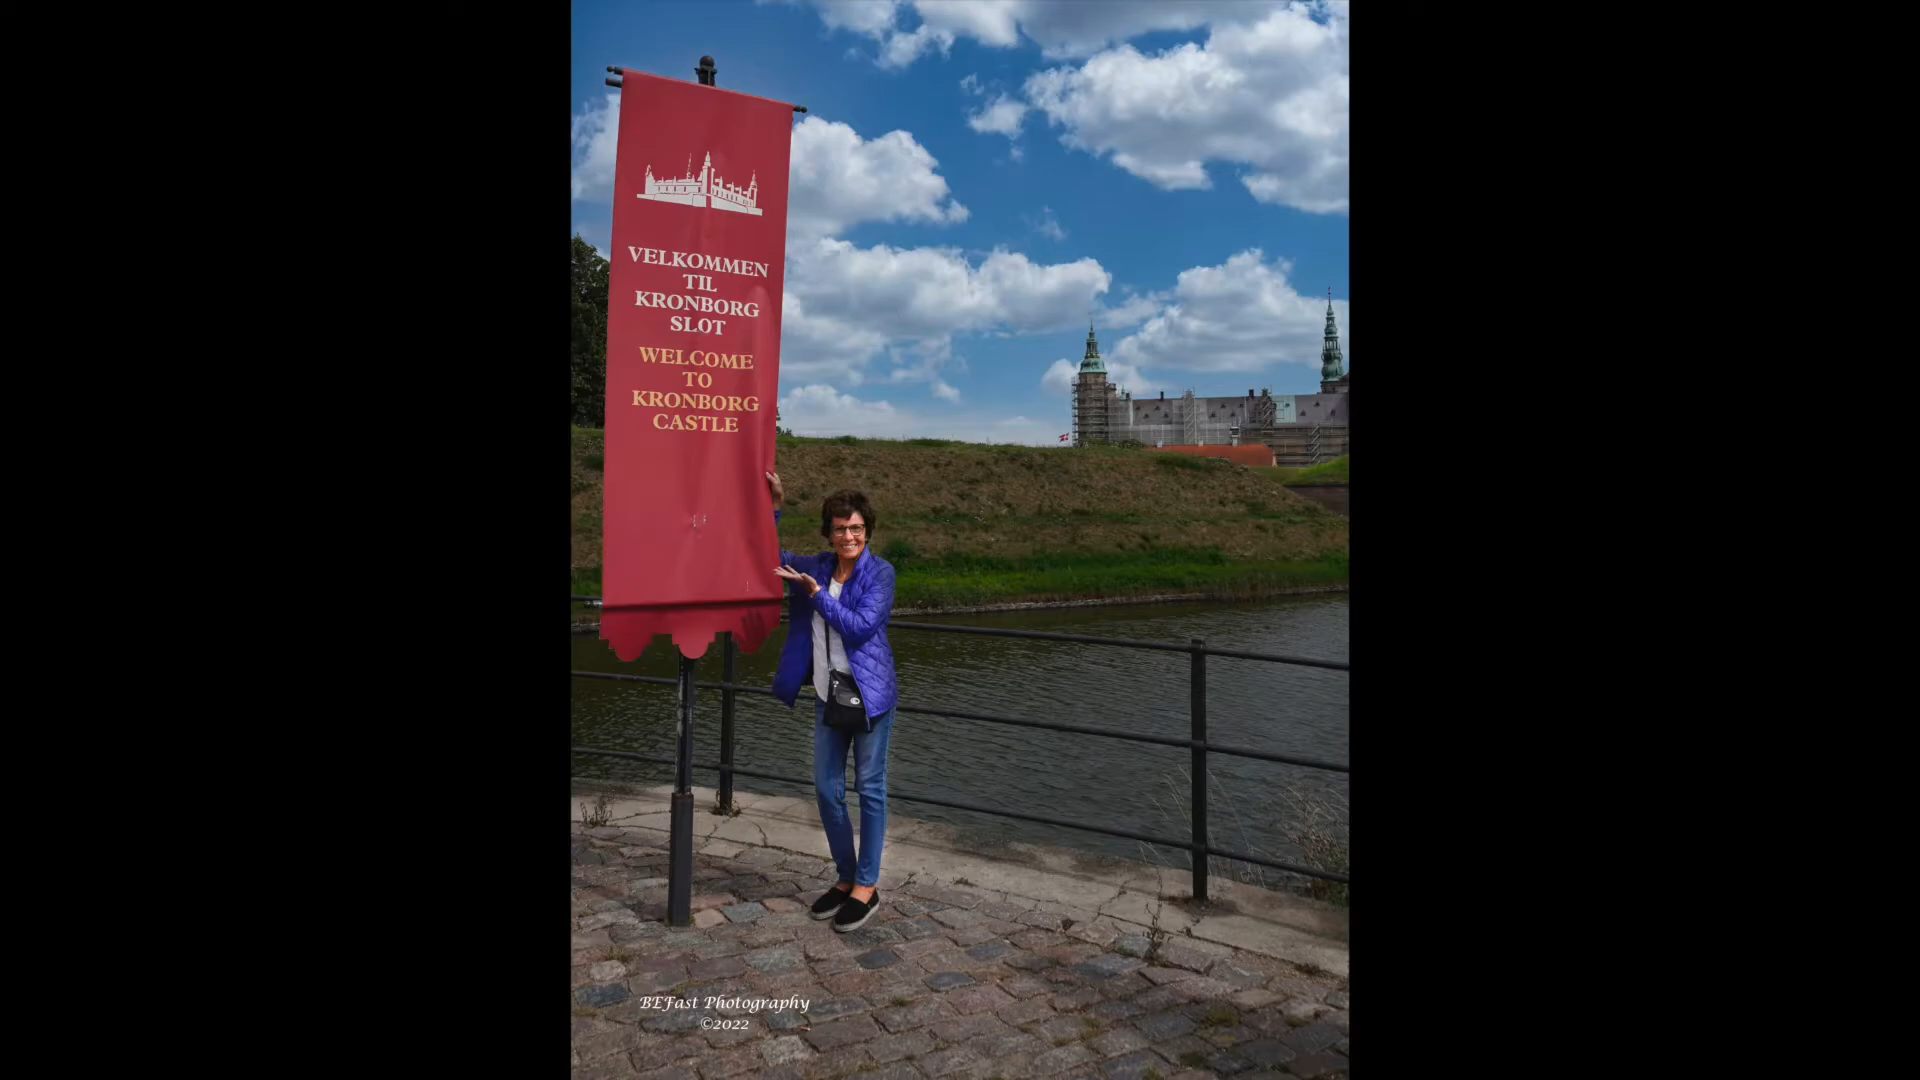 VELKOMMEN
TIL
KRONBORG
SLOT
WELCOME
TO
KRONBORG
CASTLE
BEFast Photography
©2022